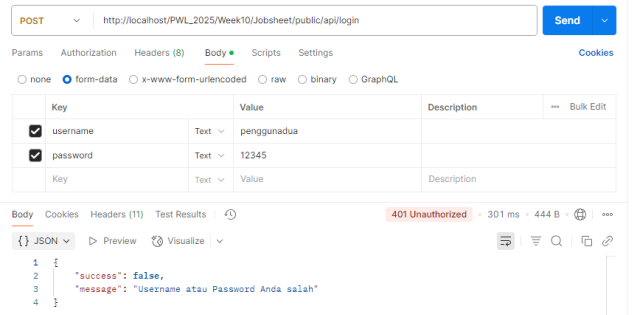 POST http://localhost/PWL_2025/Week10/Jobsheet/public/api/login Send
Params Authorization Headers (8) Body Scripts Settings Cookies
none form-data x-www-form-urlencoded raw binary GraphQL
Key Value Description ••• Bulk Edit
username Text penggunadua
password Text 12345
Key Text Value Description
Body Cookies Headers (11) Test Results 401 Unauthorized • 301 ms • 444 B •••
{} JSON Preview Visualize
1 {
2 "success": false,
3 "message": "Username atau Password Anda salah"
4 }